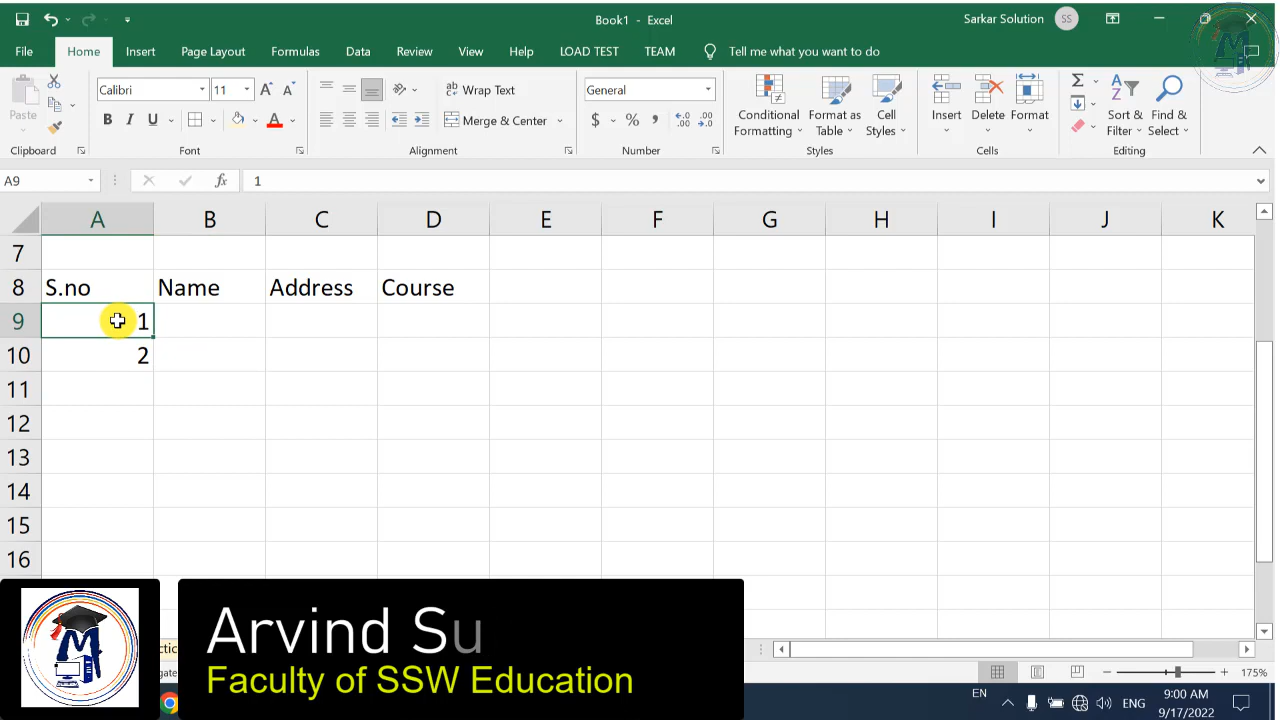 Book1 - Excel
Sarkar Solution SS
File Home Insert Page Layout Formulas Data Review View Help LOAD TEST TEAM Tell me what you want to do
Paste
Calibri 11
B I U
A
ab Wrap Text
Merge & Center
General
$ % ,
Conditional Formatting
Format as Table
Cell Styles
Insert
Delete
Format
Sort & Filter
Find & Select
Clipboard Font Alignment Number Styles Cells Editing
A9 fx 1
A B C D E F G H I J K
7
8 S.no Name Address Course
9 1
10 2
11
12
13
14
15
16
M
Arvind Su
Faculty of SSW Education
175%
EN
ENG
9:00 AM
9/17/2022